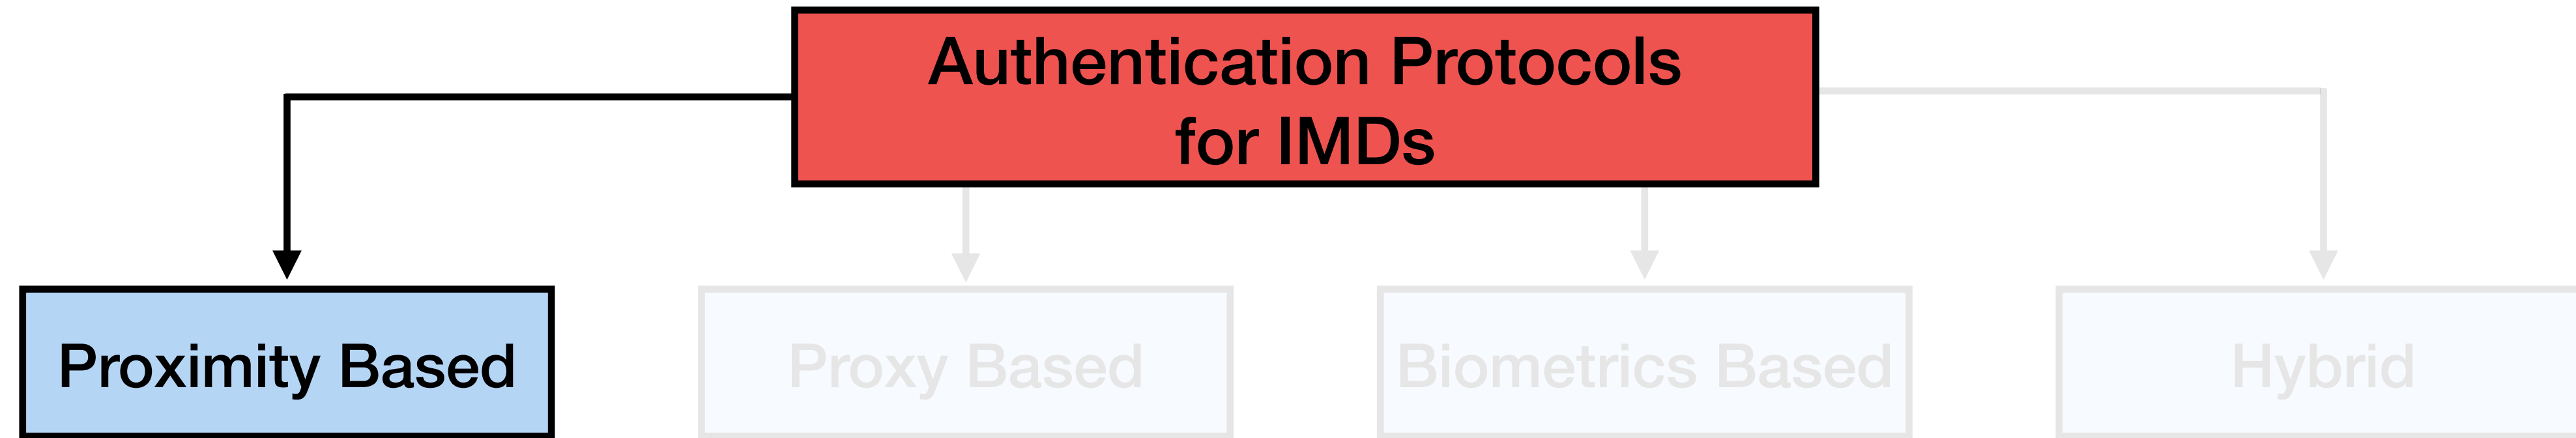 Authentication Protocols
for IMDs
Proximity Based
Proxy Based
Biometrics Based
Hybrid